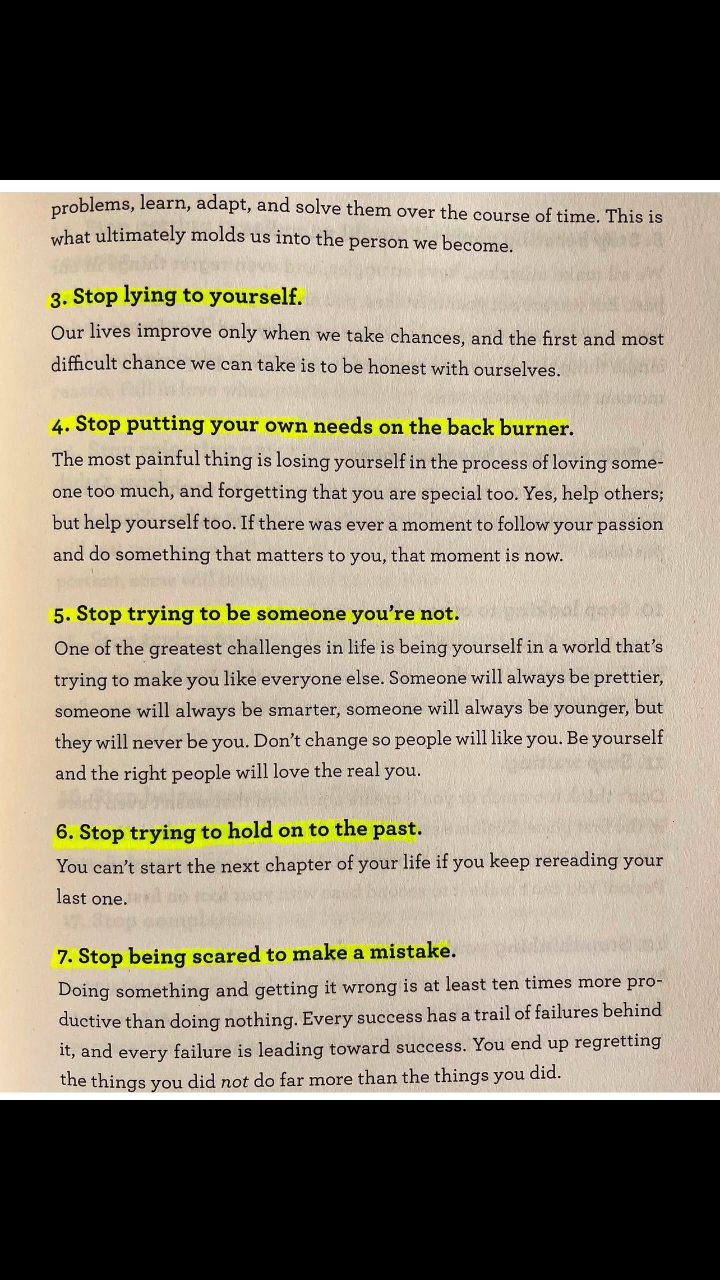 problems, learn, adapt, and solve them over the course of time. This is
what ultimately molds us into the person we become.
3. Stop lying to yourself.
Our lives improve only when we take chances, and the first and most
difficult chance we can take is to be honest with ourselves.
4. Stop putting your own needs on the back burner.
The most painful thing is losing yourself in the process of loving some-
one too much, and forgetting that you are special too. Yes, help others;
but help yourself too. If there was ever a moment to follow your passion
and do something that matters to you, that moment is now.
5. Stop trying to be someone you're not.
One of the greatest challenges in life is being yourself in a world that's
trying to make you like everyone else. Someone will always be prettier,
someone will always be smarter, someone will always be younger, but
they will never be you. Don't change so people will like you. Be yourself
and the right people will love the real you.
6. Stop trying to hold on to the past.
You can't start the next chapter of your life if you keep rereading your
last one.
7. Stop being scared to make a mistake.
Doing something and getting it wrong is at least ten times more pro-
ductive than doing nothing. Every success has a trail of failures behind
it, and every failure is leading toward success. You end up regretting
the things you did not do far more than the things you did.